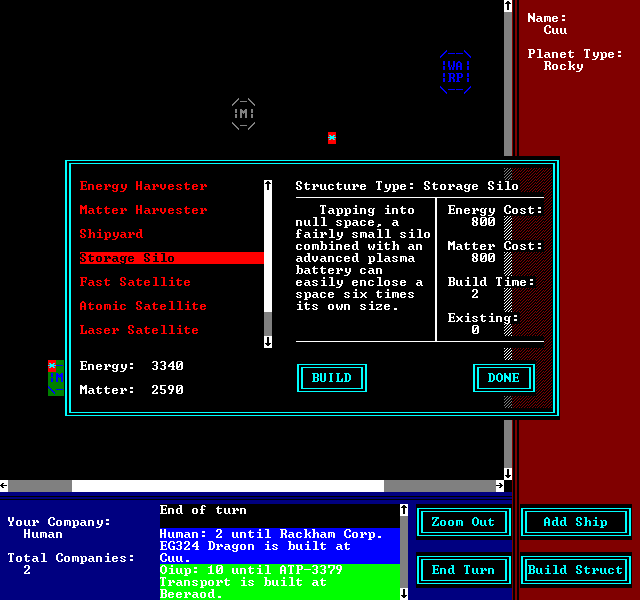 Name:
Cuu
Planet Type:
Rocky
VA
RP
M
Energy Harvester
Matter Harvester
Shipyard
Storage Silo
Fast Satellite
Atomic Satellite
Laser Satellite
Energy: 3340
Matter: 2590
Structure Type: Storage Silo
Tapping into
null space, a
fairly small silo
combined with an
advanced plasma
battery can
easily enclose a
space six times
its own size.
Energy Cost:
800
Matter Cost:
800
Build Time:
2
Existing:
0
BUILD
DONE
M
Your Company:
Human
Total Companies:
2
End of turn
Human: 2 until Rackham Corp.
EG324 Dragon is built at
Cuu.
Oiup: 10 until ATP-3379
Transport is built at
Beeraod.
Zoom Out
Add Ship
End Turn
Build Struct